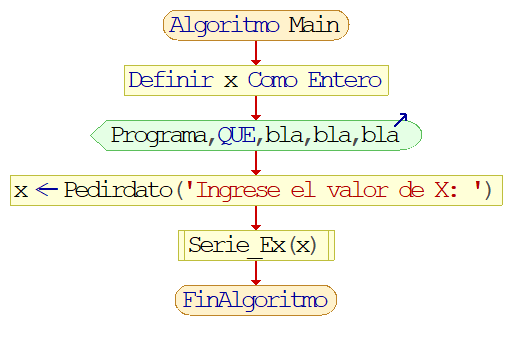 Algoritmo Main
Definir x Como Entero
Programa,QUE,bla,bla,bla
x ← Pedirdato('Ingrese el valor de X: ')
Serie_Ex(x)
FinAlgoritmo